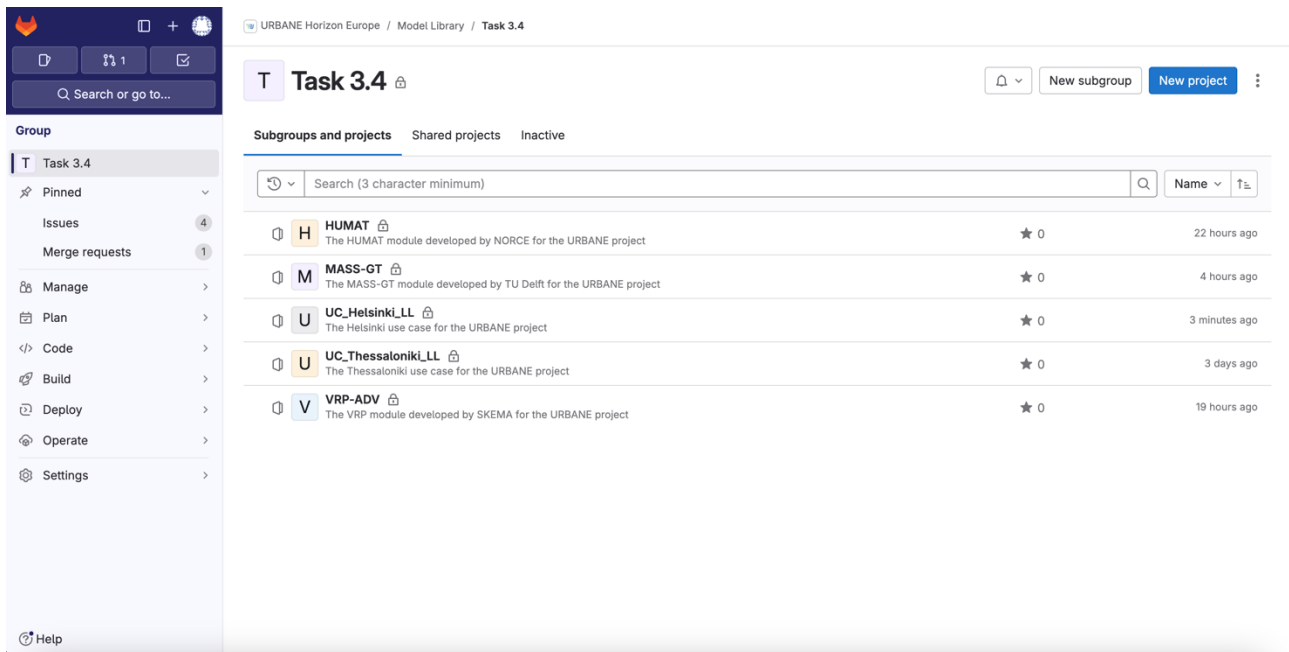 URBANE Horizon Europe / Model Library / Task 3.4
1
Search or go to...
Group
T Task 3.4
Pinned
Issues 4
Merge requests 1
Manage
Plan
Code
Build
Deploy
Operate
Settings
Help
T Task 3.4
New subgroup
New project
Subgroups and projects Shared projects Inactive
Search (3 character minimum)
Name
H HUMAT 0 22 hours ago
The HUMAT module developed by NORCE for the URBANE project
M MASS-GT 0 4 hours ago
The MASS-GT module developed by TU Delft for the URBANE project
U UC_Helsinki_LL 0 3 minutes ago
The Helsinki use case for the URBANE project
U UC_Thessaloniki_LL 0 3 days ago
The Thessaloniki use case for the URBANE project
V VRP-ADV 0 19 hours ago
The VRP module developed by SKEMA for the URBANE project